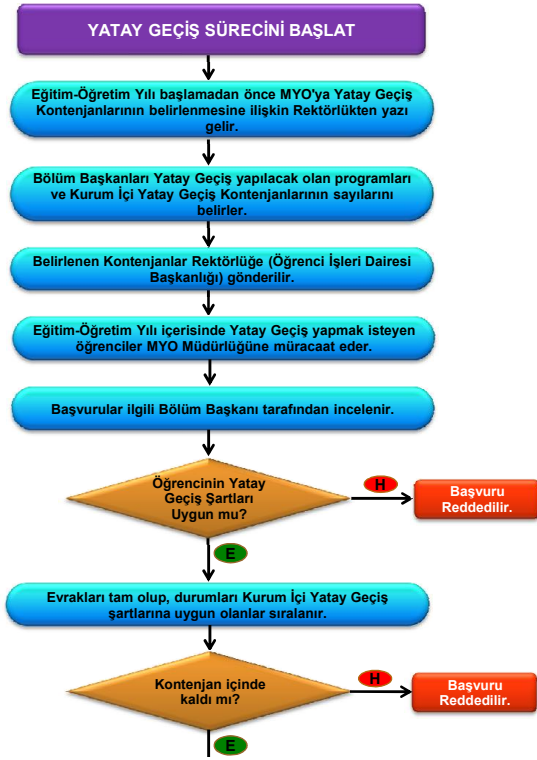 YATAY GEÇİŞ SÜRECİNİ BAŞLAT
Eğitim-Öğretim Yılı başlamadan önce MYO'ya Yatay Geçiş
Kontenjanlarının belirlenmesine ilişkin Rektörlükten yazı
gelir.
Bölüm Başkanları Yatay Geçiş yapılacak olan programları
ve Kurum İçi Yatay Geçiş Kontenjanlarının sayılarını
belirler.
Belirlenen Kontenjanlar Rektörlüğe (Öğrenci İşleri Dairesi
Başkanlığı) gönderilir.
Eğitim-Öğretim Yılı içerisinde Yatay Geçiş yapmak isteyen
öğrenciler MYO Müdürlüğüne müracaat eder.
Başvurular ilgili Bölüm Başkanı tarafından incelenir.
Öğrencinin Yatay
Geçiş Şartları
Uygun mu?
H
Başvuru
Reddedilir.
E
Evrakları tam olup, durumları Kurum İçi Yatay Geçiş
şartlarına uygun olanlar sıralanır.
Kontenjan içinde
kaldı mı?
H
Başvuru
Reddedilir.
E